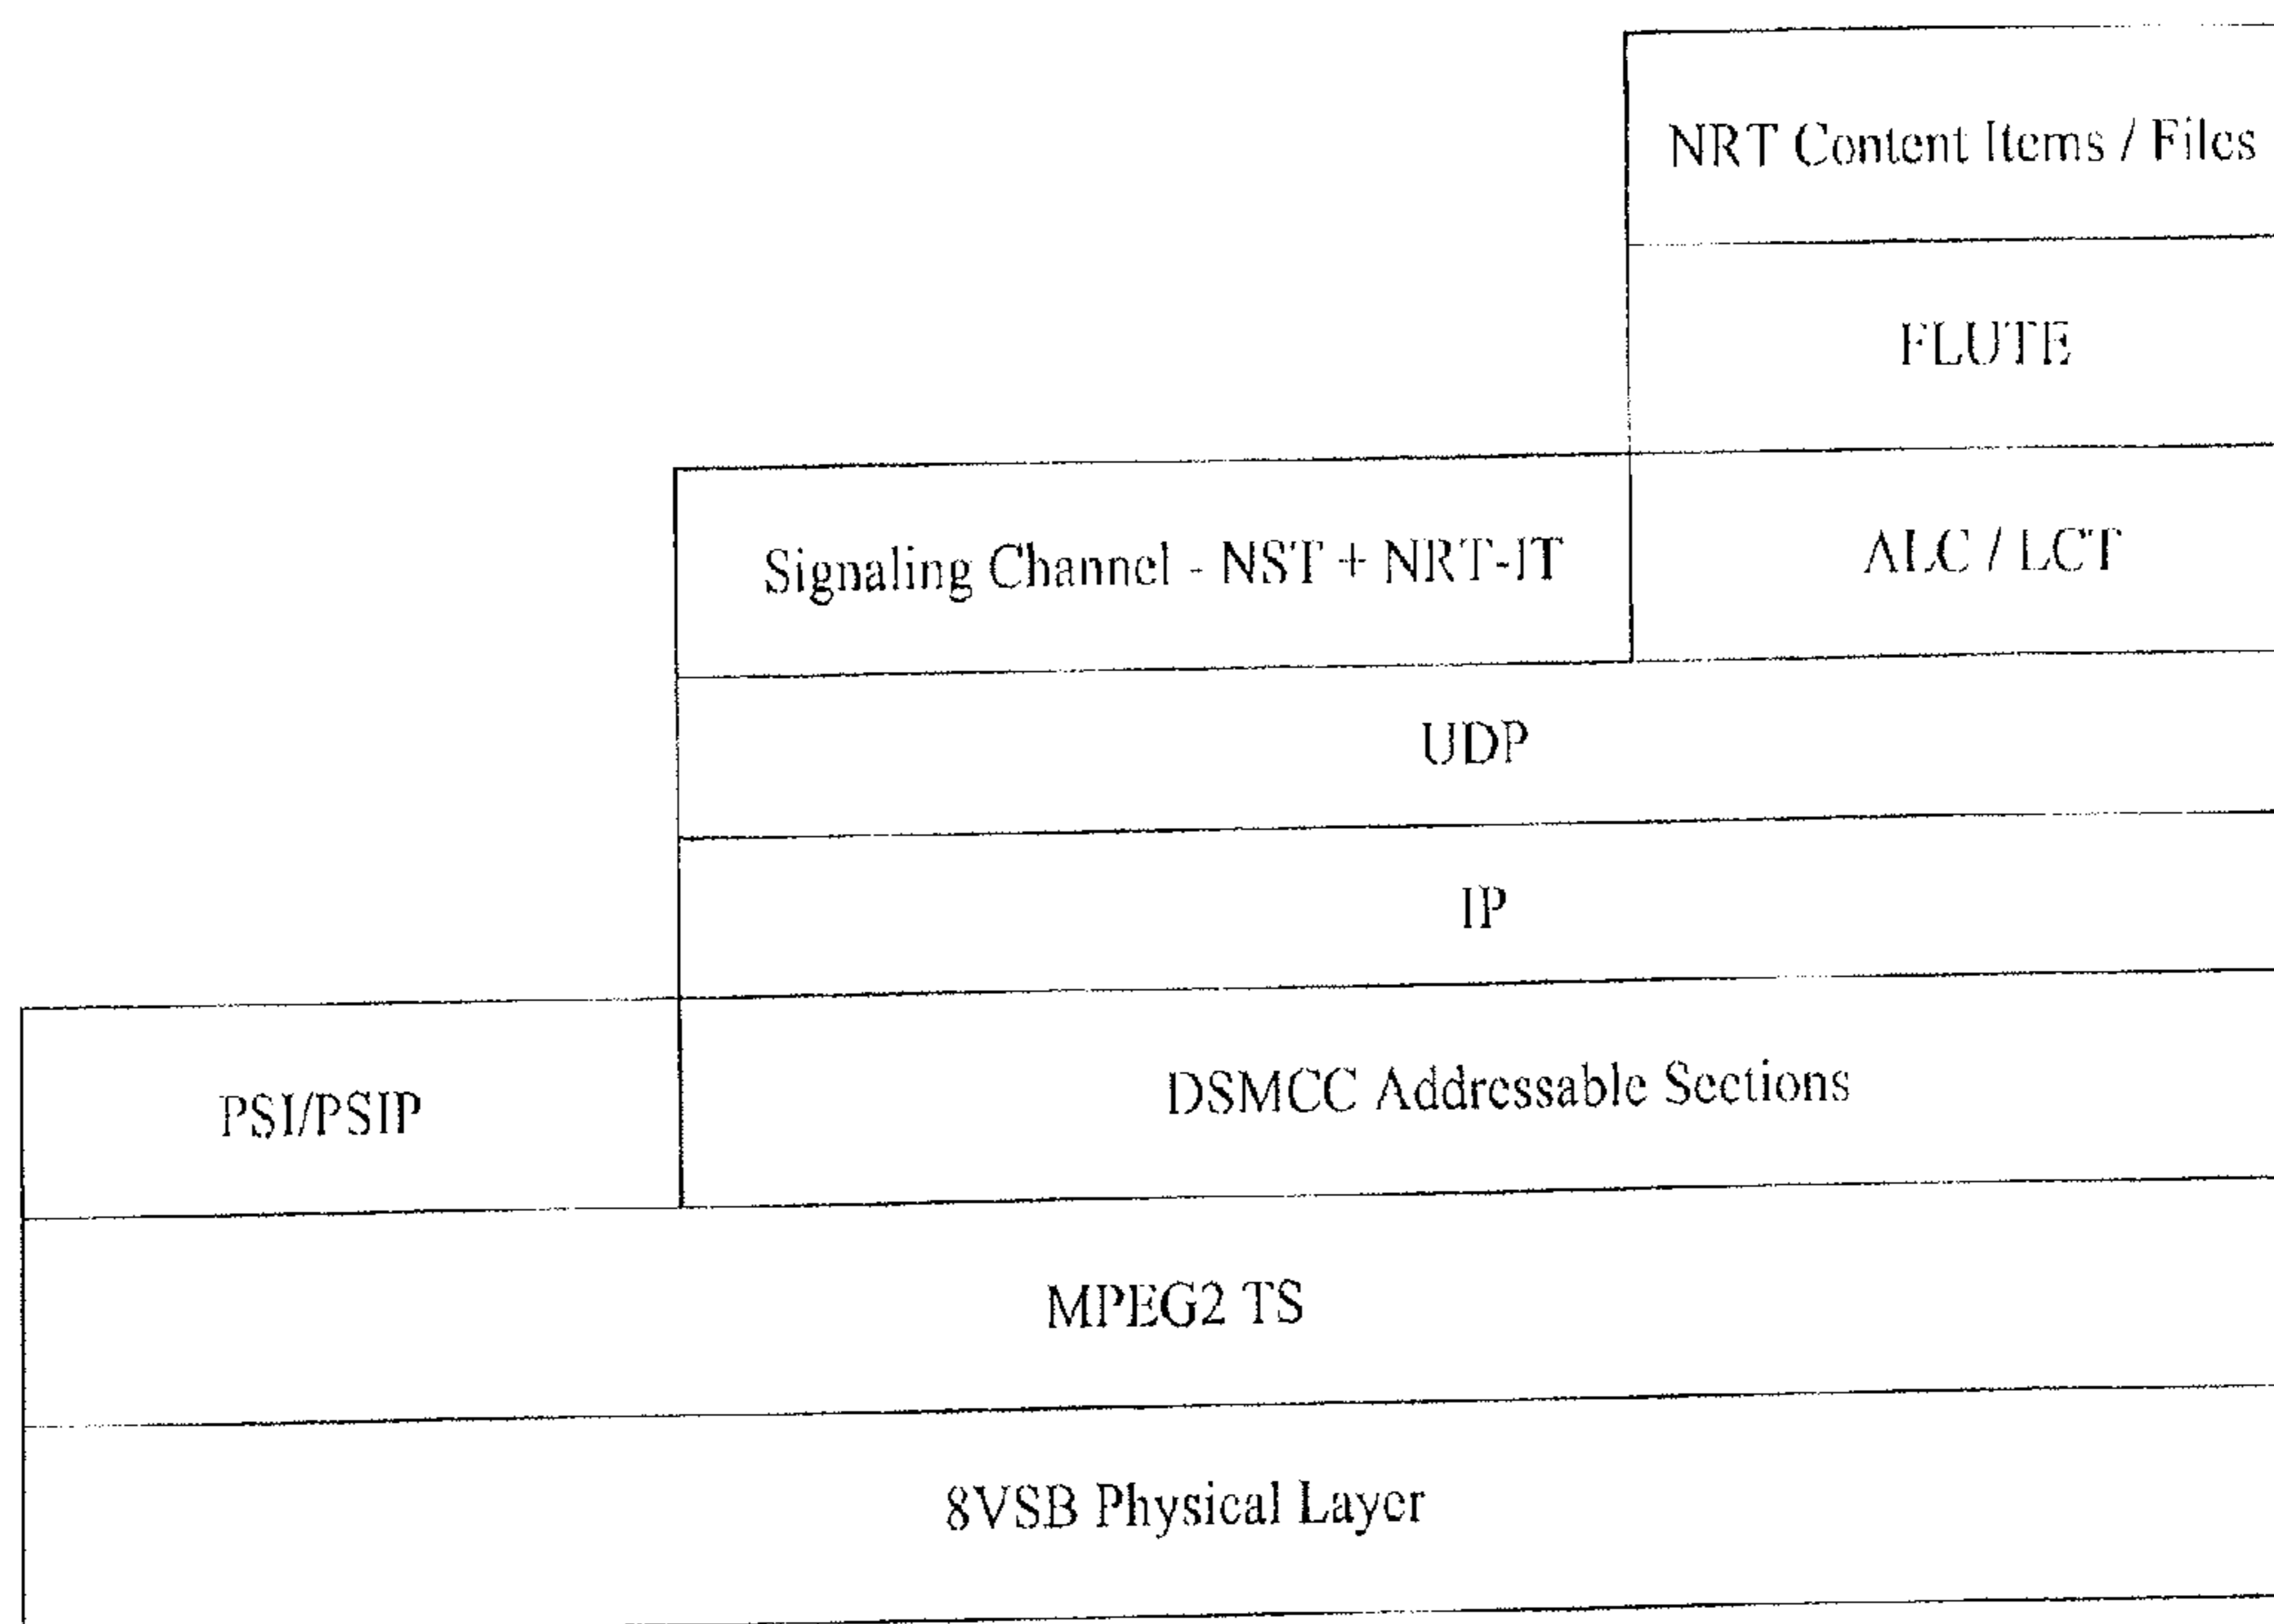 NRT Content Items / Files
FLUTE
Signaling Channel - NST + NRT-IT
ALC / LCT
UDP
IP
PSI/PSIP
DSMCC Addressable Sections
MPEG2 TS
8VSB Physical Layer